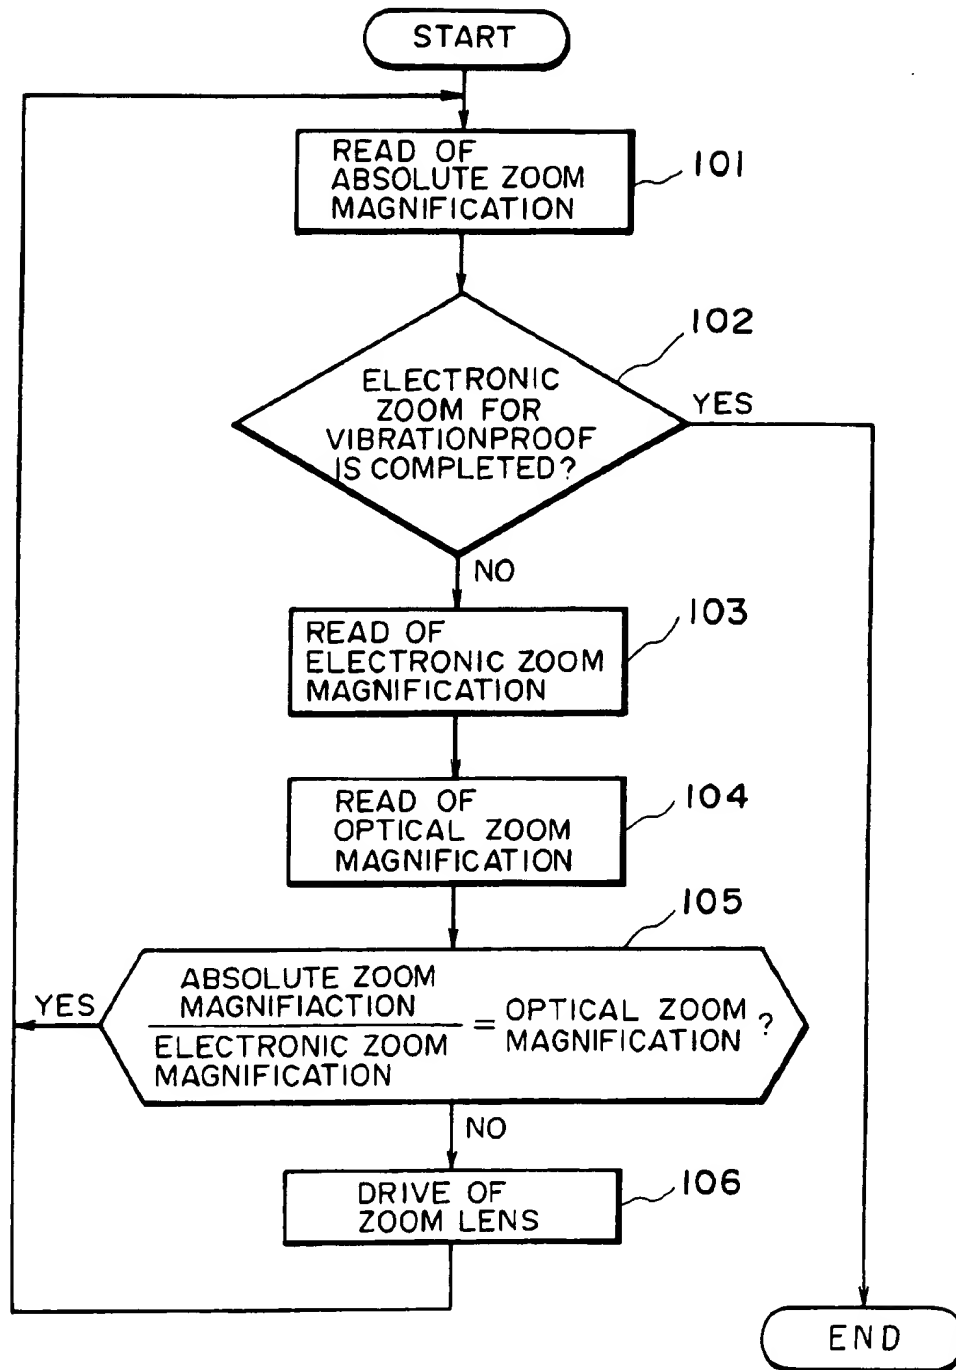 START
READ OF
ABSOLUTE ZOOM
MAGNIFICATION
101
102
ELECTRONIC
ZOOM FOR
VIBRATIONPROOF
IS COMPLETED?
YES
NO
103
READ OF
ELECTRONIC ZOOM
MAGNIFICATION
104
READ OF
OPTICAL ZOOM
MAGNIFICATION
105
YES
ABSOLUTE ZOOM
MAGNIFIACTION
ELECTRONIC ZOOM
MAGNIFICATION
=
OPTICAL ZOOM
MAGNIFICATION
?
NO
106
DRIVE OF
ZOOM LENS
END